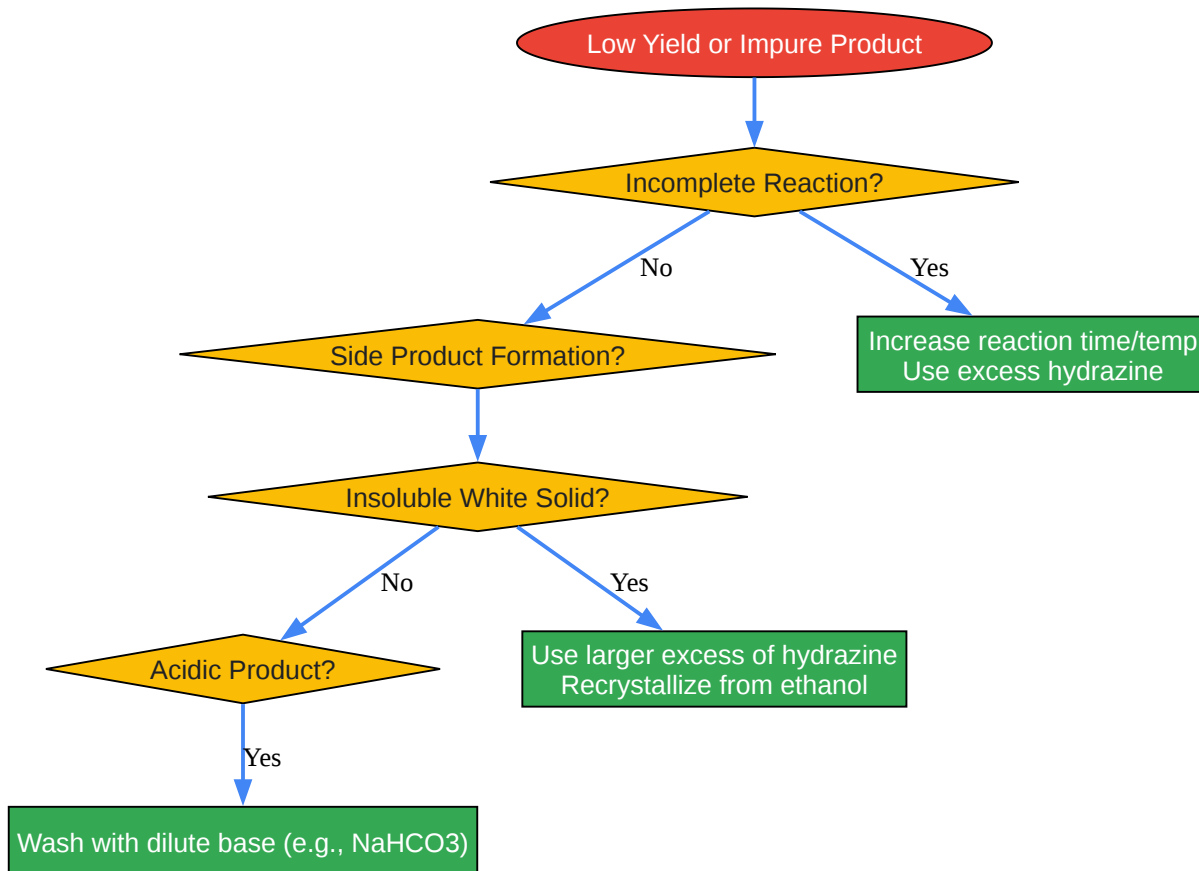 Low Yield or Impure Product
Incomplete Reaction?
No
Yes
Side Product Formation?
Increase reaction time/temp
Use excess hydrazine
Insoluble White Solid?
No
Yes
Acidic Product?
Use larger excess of hydrazine
Recrystallize from ethanol
Yes
Wash with dilute base (e.g., NaHCO3)